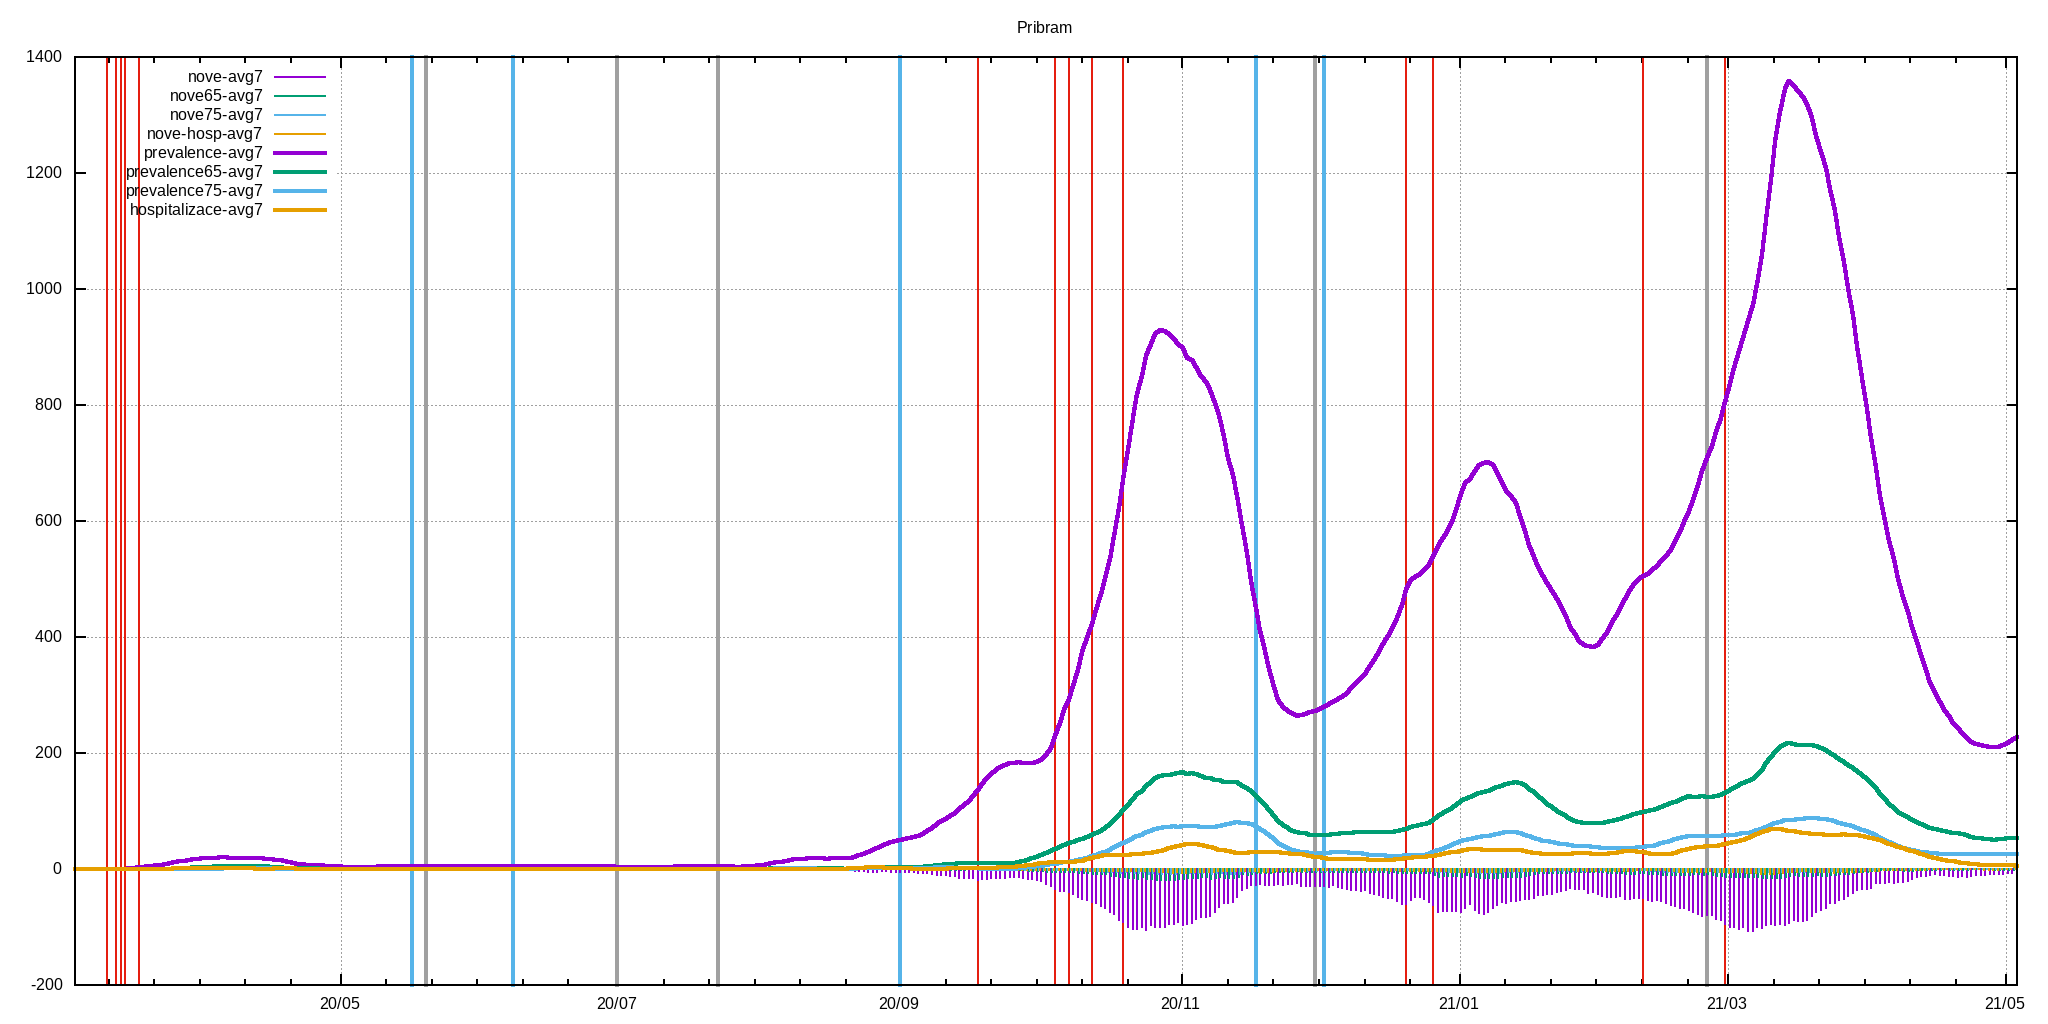 Pribram
1400
1200
1000
800
600
400
200
0
-200
nove-avg7
nove65-avg7
nove75-avg7
nove-hosp-avg7
prevalence-avg7
prevalence65-avg7
prevalence75-avg7
hospitalizace-avg7
20/05
20/07
20/09
20/11
21/01
21/03
21/05